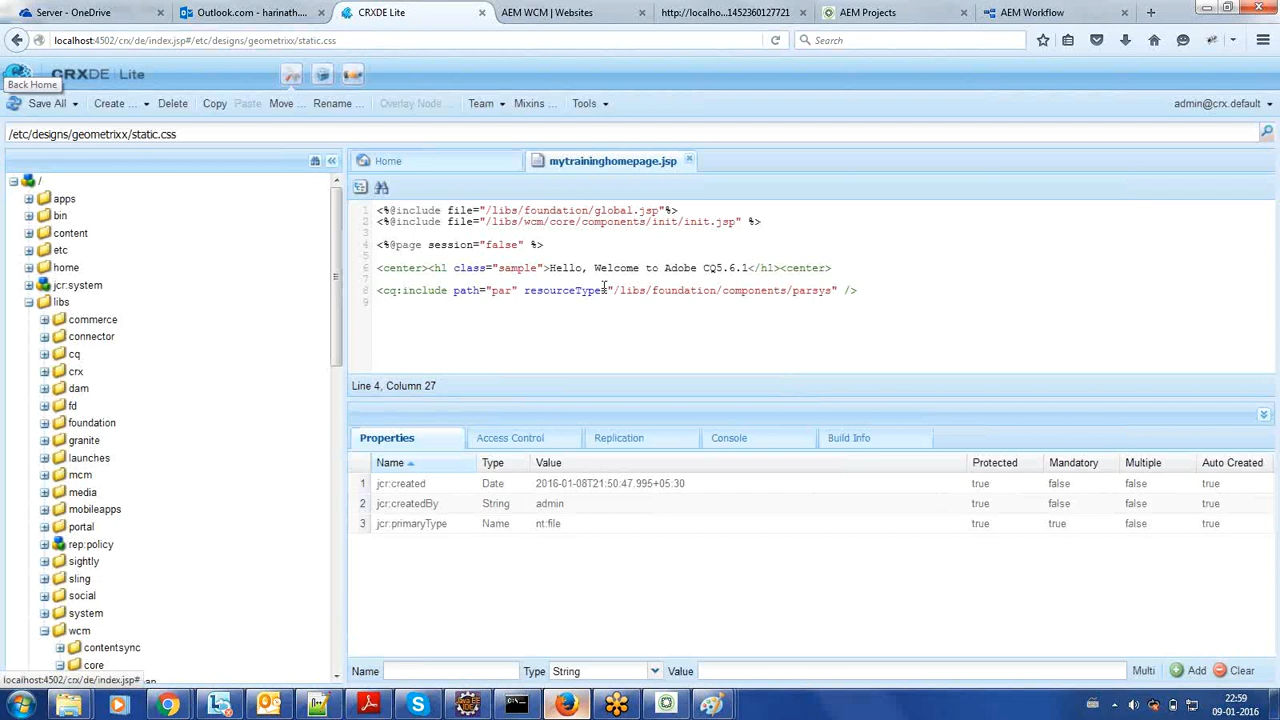 Server - OneDrive
Outlook.com - harinath....
CRXDE Lite
AEM WCM | Websites
http://localho...1452360127721
AEM Projects
AEM Workflow
localhost:4502/crx/de/index.jsp#/etc/designs/geometrixx/static.css
Search
CRXDE Lite
Back Home
Save All
Create ...
Delete
Copy
Paste
Move ...
Rename ...
Overlay Node ...
Team
Mixins ...
Tools
admin@crx.default
/etc/designs/geometrixx/static.css
/
apps
bin
content
etc
home
jcr:system
libs
commerce
connector
cq
crx
dam
fd
foundation
granite
launches
mcm
media
mobileapps
portal
rep:policy
sightly
sling
social
system
wcm
contentsync
core
localhost:4502/crx/de/index.jsp#
Home
mytraininghomepage.jsp
1 <%@include file="/libs/foundation/global.jsp"%>
2 <%@include file="/libs/wcm/core/components/init/init.jsp" %>
3
4 <%@page session="false" %>
5
6 <center><h1 class="sample">Hello, Welcome to Adobe CQ5.6.1</h1><center>
7
8 <cq:include path="par" resourceType="/libs/foundation/components/parsys" />
9
Line 4, Column 27
Properties
Access Control
Replication
Console
Build Info
Name Type Value Protected Mandatory Multiple Auto Created
1 jcr:created Date 2016-01-08T21:50:47.995+05:30 true false false true
2 jcr:createdBy String admin true false false true
3 jcr:primaryType Name nt:file true true false true
Name Type String Value Multi Add Clear
22:59
09-01-2016